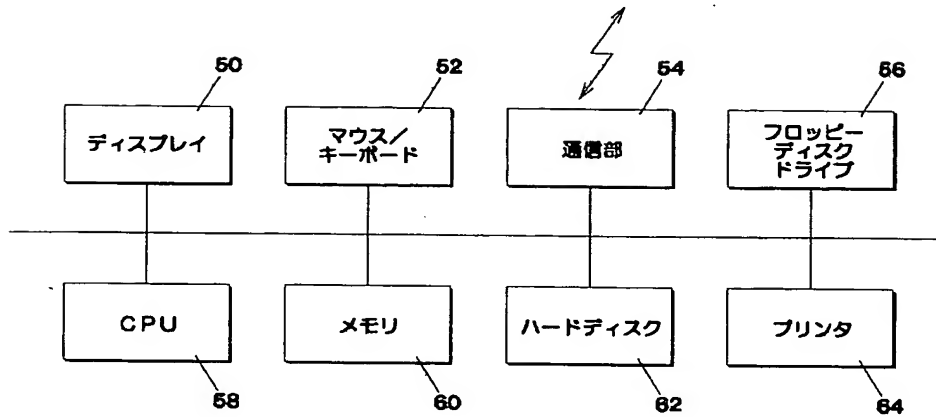 50
52
54
56
ディスプレイ
マウス／
キーボード
通信部
フロッピー
ディスク
ドライブ
CPU
メモリ
ハードディスク
プリンタ
58
60
62
64